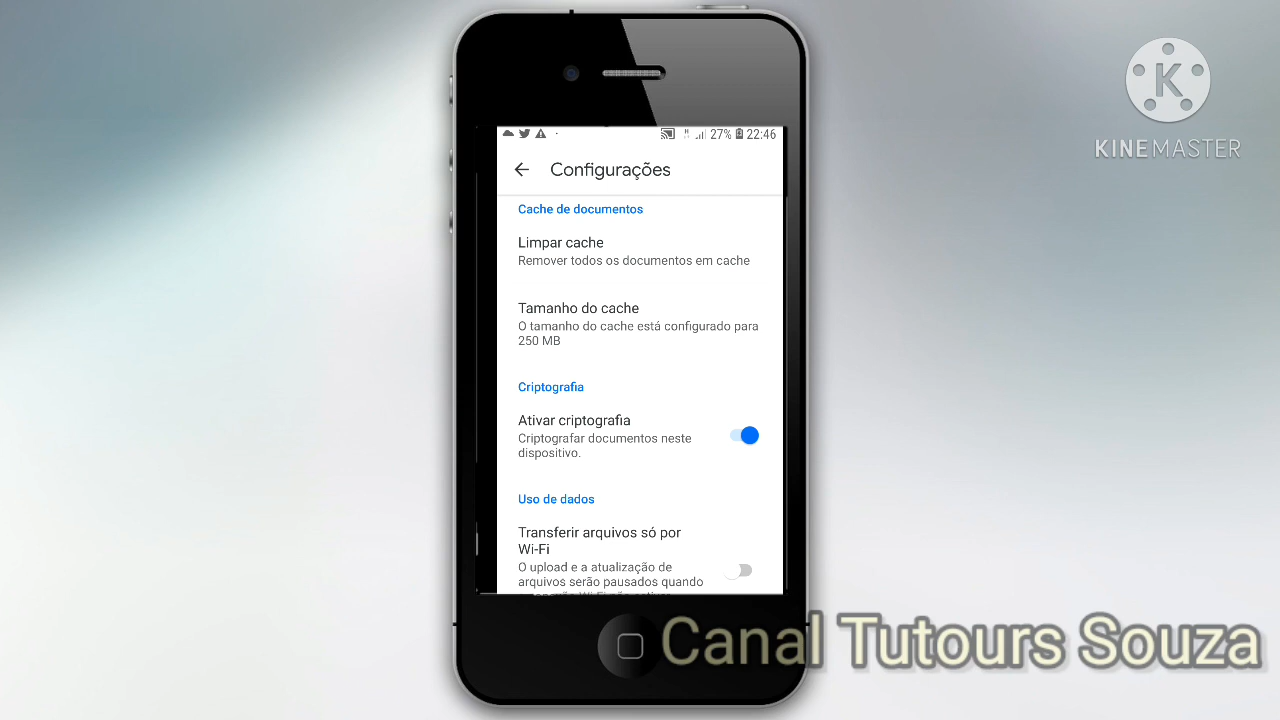 27% 22:46
Configurações
Cache de documentos
Limpar cache
Remover todos os documentos em cache
Tamanho do cache
O tamanho do cache está configurado para
250 MB
Criptografia
Ativar criptografia
Criptografar documentos neste
dispositivo.
Uso de dados
Transferir arquivos só por
Wi-Fi
O upload e a atualização de
arquivos serão pausados quando
K
KINEMASTER
Canal Tutours Souza